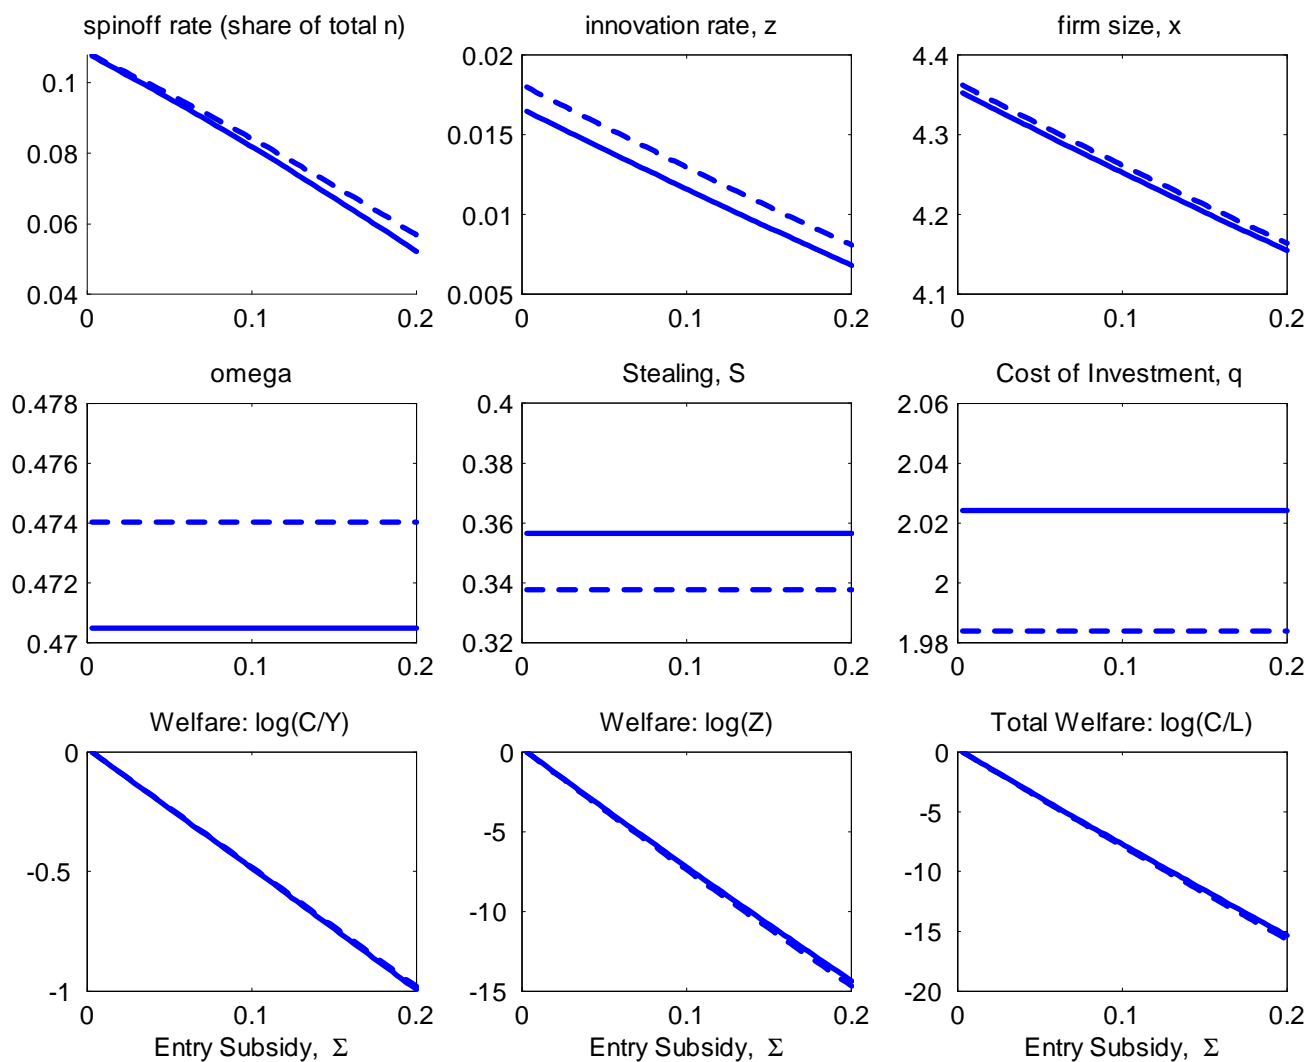 spinoff rate (share of total n)
innovation rate, z
firm size, x
0.1
0.08
0.06
0.04
0 0.1 0.2
0.02
0.015
0.01
0.005
0 0.1 0.2
4.4
4.3
4.2
4.1
0 0.1 0.2
omega
Stealing, S
Cost of Investment, q
0.478
0.476
0.474
0.472
0.47
0 0.1 0.2
0.4
0.38
0.36
0.34
0.32
0 0.1 0.2
2.06
2.04
2.02
2
1.98
0 0.1 0.2
Welfare: log(C/Y)
Welfare: log(Z)
Total Welfare: log(C/L)
0
-0.5
-1
0 0.1 0.2
Entry Subsidy, Σ
0
-5
-10
-15
0 0.1 0.2
Entry Subsidy, Σ
0
-5
-10
-15
-20
0 0.1 0.2
Entry Subsidy, Σ